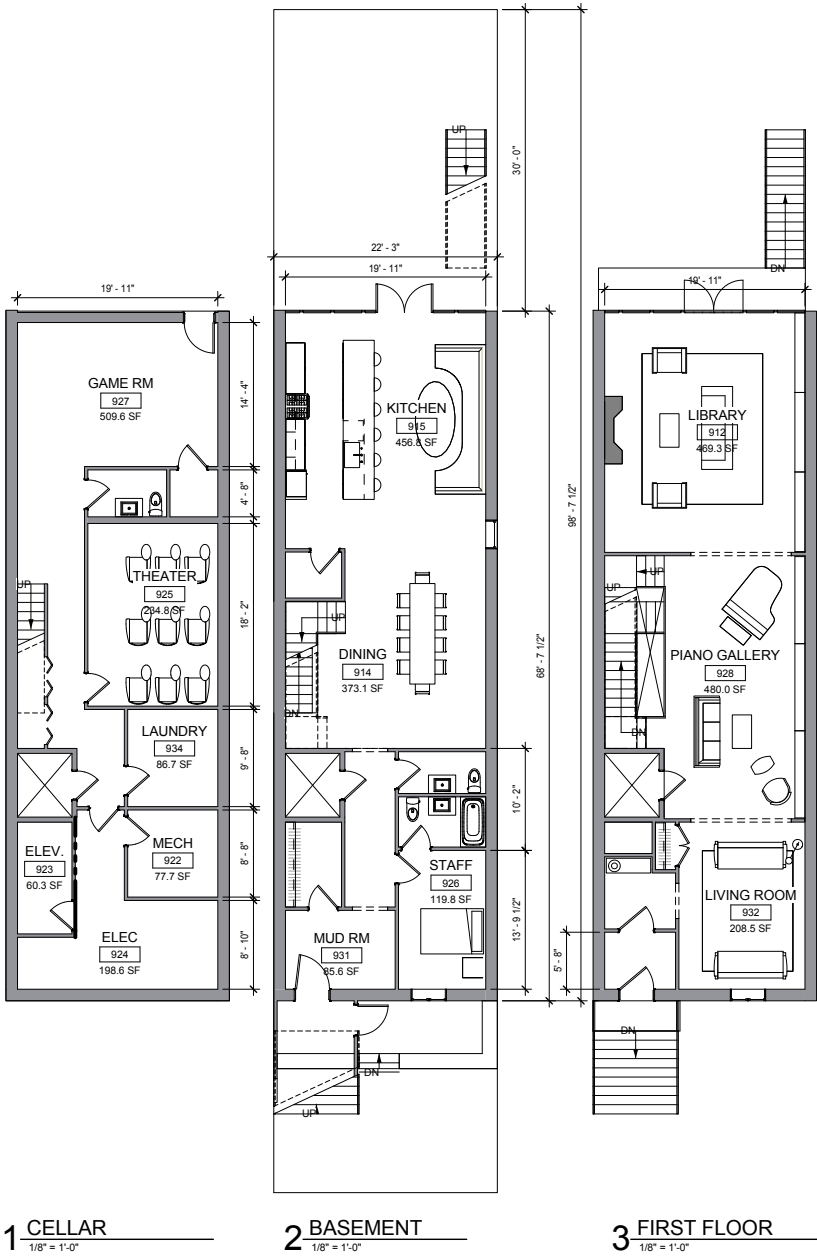 1 CELLAR
1/8" = 1'-0"
19' - 11"
GAME RM
927
509.6 SF
14' - 4"
4' - 8"
THEATER
925
234.8 SF
18' - 2"
UP
LAUNDRY
934
86.7 SF
9' - 8"
MECH
922
77.7 SF
8' - 8"
ELEV.
923
60.3 SF
ELEC
924
198.6 SF
8' - 10"
2 BASEMENT
1/8" = 1'-0"
UP
30' - 0"
22' - 3"
19' - 11"
KITCHEN
915
456.8 SF
98' - 7 1/2"
68' - 7 1/2"
UP
DINING
914
373.1 SF
DN
10' - 2"
STAFF
926
119.8 SF
13' - 9 1/2"
MUD RM
931
85.6 SF
DN
UP
3 FIRST FLOOR
1/8" = 1'-0"
DN
19' - 11"
LIBRARY
912
469.3 SF
UP
UP
PIANO GALLERY
928
480.0 SF
DN
LIVING ROOM
932
208.5 SF
5' - 8"
DN